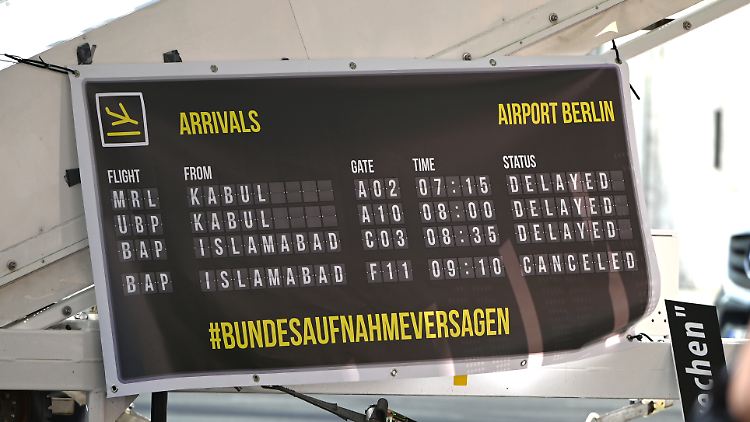 ARRIVALS AIRPORT BERLIN
FLIGHT FROM GATE TIME STATUS
MRL KABUL A02 07:15 DELAYED
UBP KABUL A10 08:00 DELAYED
BAP ISLAMABAD C03 08:35 DELAYED
BAP ISLAMABAD F11 09:10 CANCELED
#BUNDESAUFNAHMEVERSAGEN
ochen"